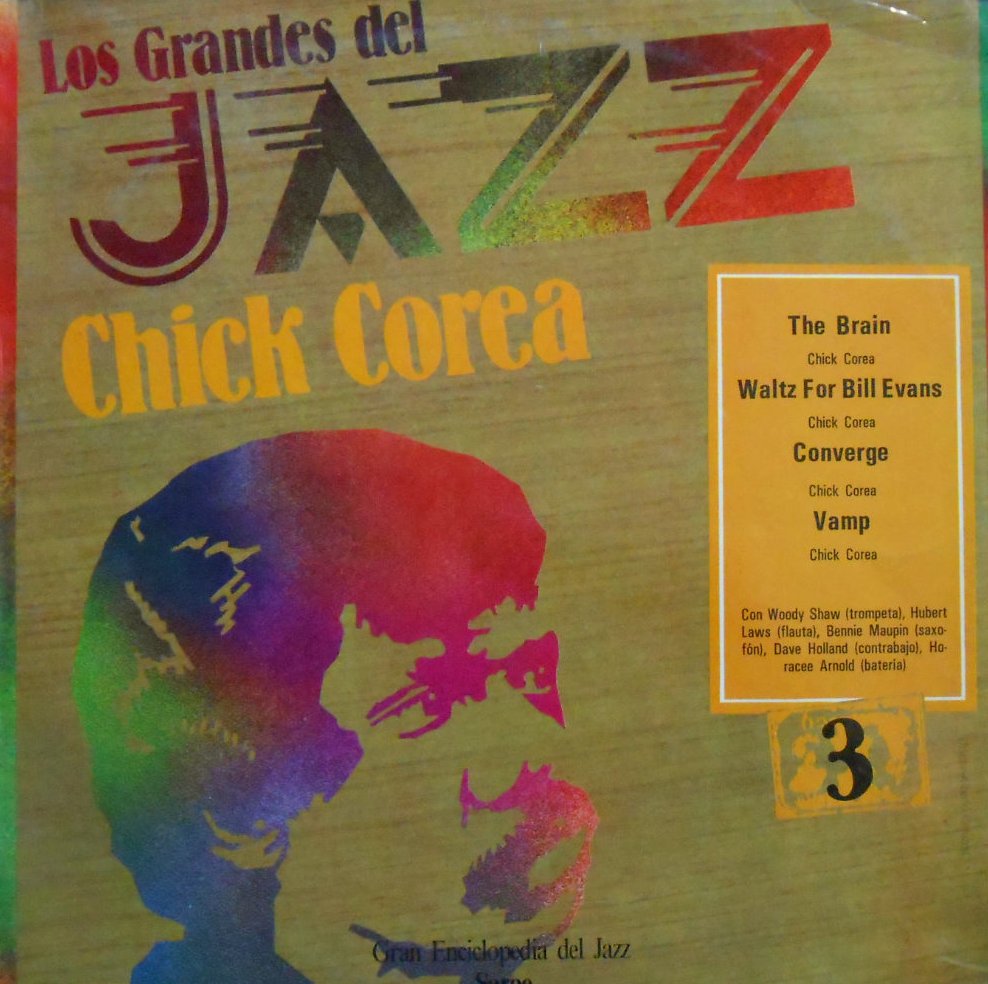 Los Grandes del
JAZZ
Chick Corea
The Brain
Chick Corea
Waltz For Bill Evans
Chick Corea
Converge
Chick Corea
Vamp
Chick Corea
Con Woody Shaw (trompeta), Hubert
Laws (flauta), Bennie Maupin (saxo-
fón), Dave Holland (contrabajo), Ho-
racee Arnold (batería)
3
Gran Enciclopedia del Jazz